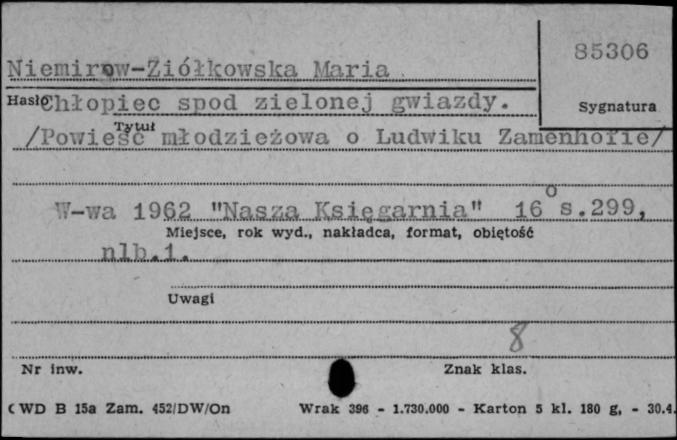 85306
Niemirow-Ziółkowska Maria
Hasło Chłopiec spod zielonej gwiazdy.
Sygnatura
Tytuł
/Powieść młodzieżowa o Ludwiku Zamenhofie/
W-wa 1962 "Nasza Księgarnia" 16° s.299,
Miejsce, rok wyd., nakładca, format, objętość
nlb.1.
Uwagi
8
Nr inw. Znak klas.
CWD B 15a Zam. 452/DW/On Wrak 396 - 1.730.000 - Karton 5 kl. 180 g, - 30.4.